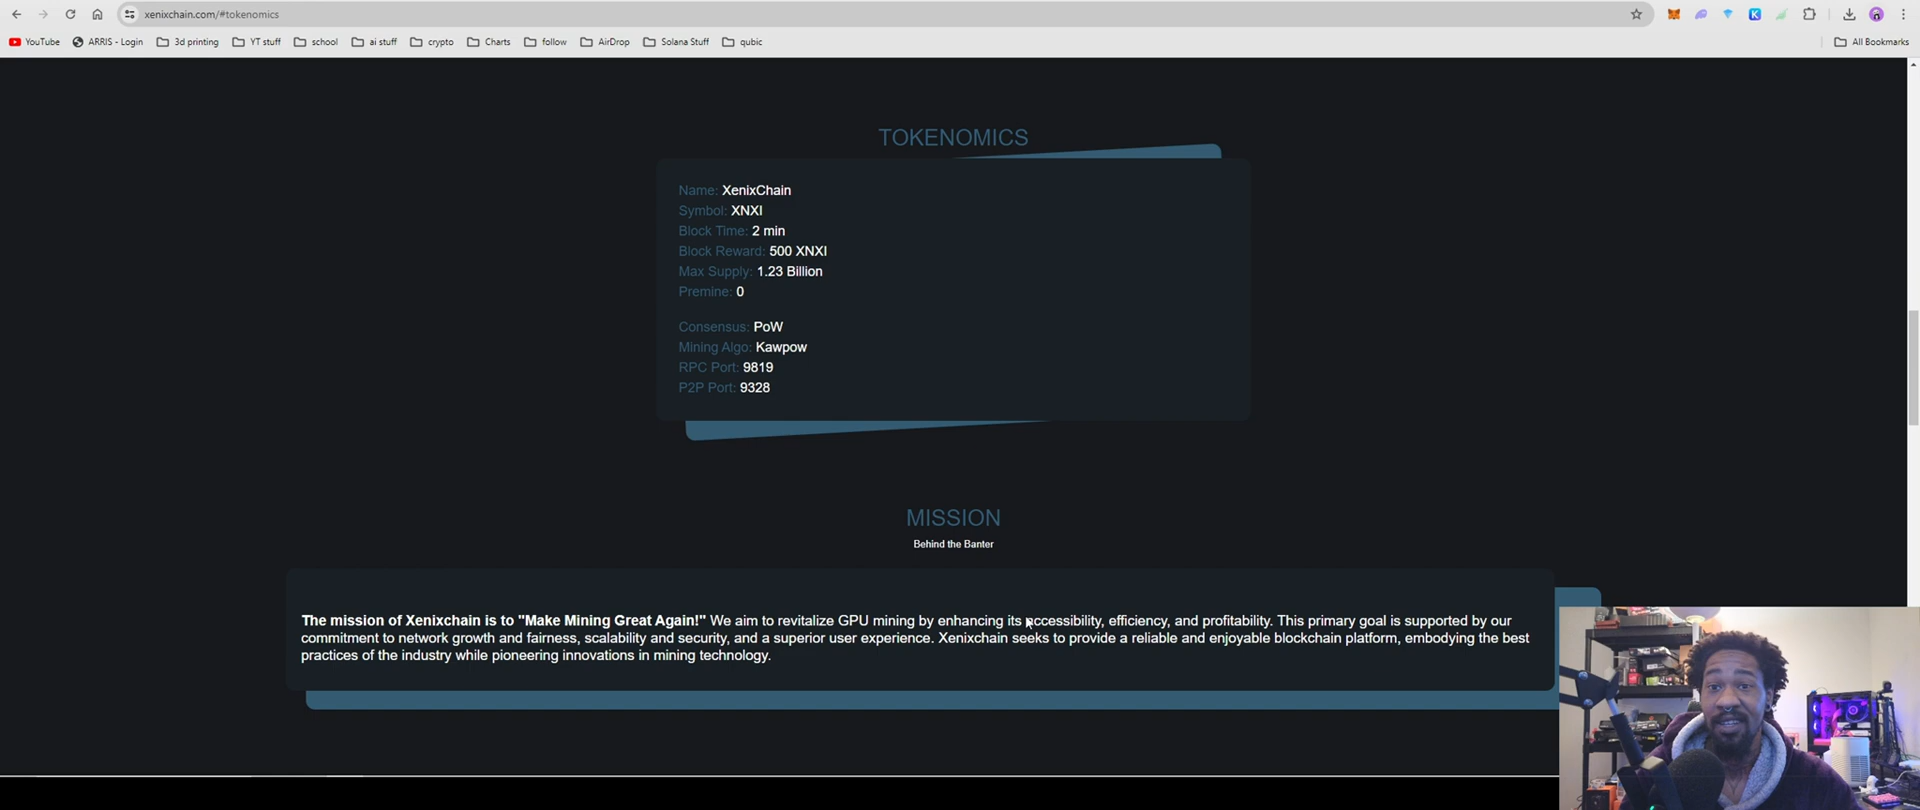 xenixchain.com/#tokenomics
YouTube
ARRIS - Login
3d printing
YT stuff
school
ai stuff
crypto
Charts
follow
AirDrop
Solana Stuff
qubic
All Bookmarks
TOKENOMICS
Name: XenixChain
Symbol: XNXI
Block Time: 2 min
Block Reward: 500 XNXI
Max Supply: 1.23 Billion
Premine: 0
Consensus: PoW
Mining Algo: Kawpow
RPC Port: 9819
P2P Port: 9328
MISSION
Behind the Banter
The mission of Xenixchain is to "Make Mining Great Again!" We aim to revitalize GPU mining by enhancing its accessibility, efficiency, and profitability. This primary goal is supported by our
commitment to network growth and fairness, scalability and security, and a superior user experience. Xenixchain seeks to provide a reliable and enjoyable blockchain platform, embodying the best
practices of the industry while pioneering innovations in mining technology.